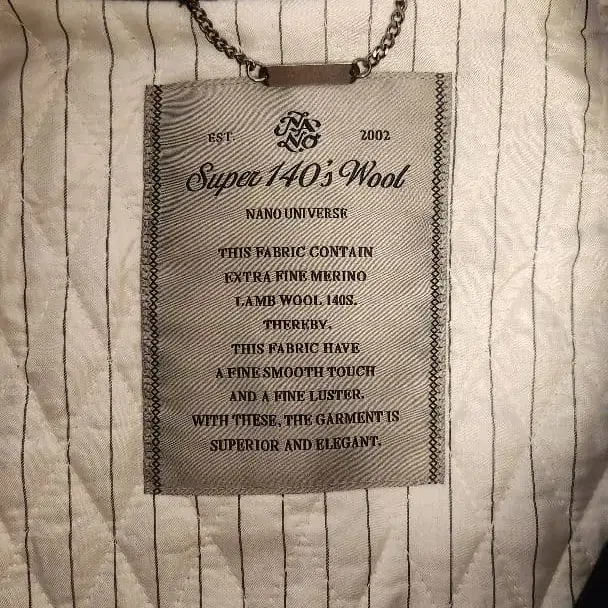 EST. NANO 2002
Super 140's Wool
NANO UNIVERSE
THIS FABRIC CONTAIN
EXTRA FINE MERINO
LAMB WOOL 140S.
THEREBY,
THIS FABRIC HAVE
A FINE SMOOTH TOUCH
AND A FINE LUSTER.
WITH THESE, THE GARMENT IS
SUPERIOR AND ELEGANT.